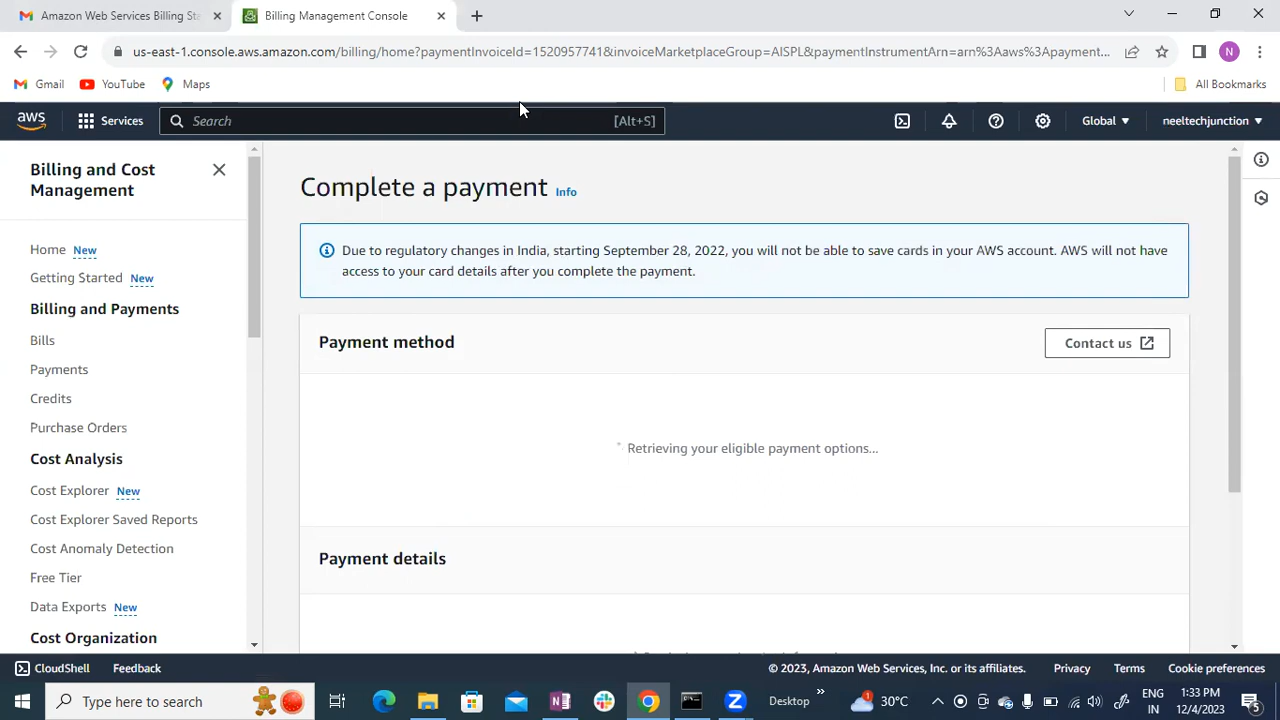 Amazon Web Services Billing Sta
Billing Management Console
us-east-1.console.aws.amazon.com/billing/home?paymentInvoiceId=1520957741&invoiceMarketplaceGroup=AISPL&paymentInstrumentArn=arn%3Aaws%3Apayment...
Gmail
YouTube
Maps
All Bookmarks
aws
Services
Search
[Alt+S]
Global
neeltechjunction
N
Billing and Cost
Management
Home New
Getting Started New
Billing and Payments
Bills
Payments
Credits
Purchase Orders
Cost Analysis
Cost Explorer New
Cost Explorer Saved Reports
Cost Anomaly Detection
Free Tier
Data Exports New
Cost Organization
Complete a payment Info
Due to regulatory changes in India, starting September 28, 2022, you will not be able to save cards in your AWS account. AWS will not have
access to your card details after you complete the payment.
Payment method
Contact us
Retrieving your eligible payment options...
Payment details
CloudShell
Feedback
© 2023, Amazon Web Services, Inc. or its affiliates.
Privacy
Terms
Cookie preferences
Type here to search
Desktop
1
30°C
ENG
IN
1:33 PM
12/4/2023
5